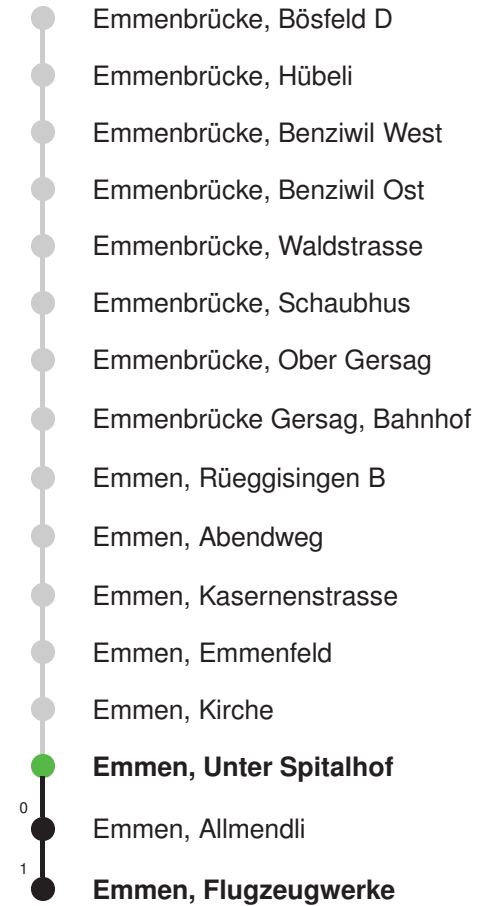 Emmenbrücke, Bösfeld D
Emmenbrücke, Hübeli
Emmenbrücke, Benziwil West
Emmenbrücke, Benziwil Ost
Emmenbrücke, Waldstrasse
Emmenbrücke, Schaubhus
Emmenbrücke, Ober Gersag
Emmenbrücke Gersag, Bahnhof
Emmen, Rüeggisingen B
Emmen, Abendweg
Emmen, Kasernenstrasse
Emmen, Emmenfeld
Emmen, Kirche
Emmen, Unter Spitalhof
0
Emmen, Allmendli
1
Emmen, Flugzeugwerke